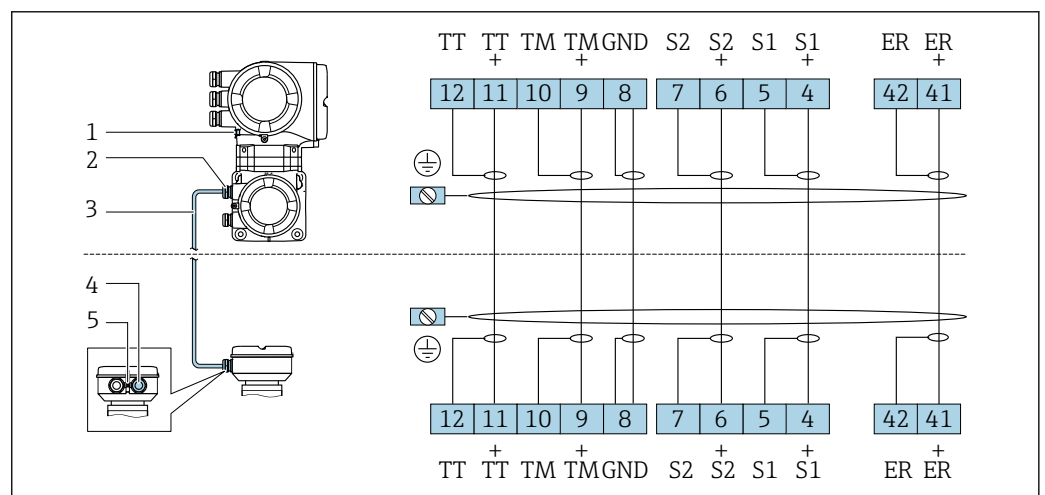 TT TT TM TM GND S2 S2 S1 S1 ER ER
+ + + + +
12 11 10 9 8 7 6 5 4 42 41
1
2
3
4
5
12 11 10 9 8 7 6 5 4 42 41
+ + + + +
TT TT TM TM GND S2 S2 S1 S1 ER ER